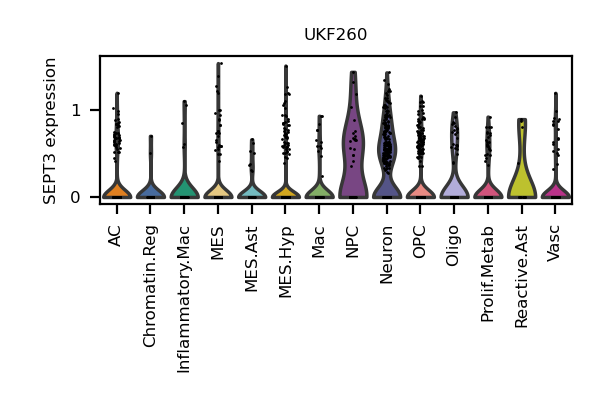 UKF260
SEPT3 expression
1
0
AC
Chromatin.Reg
Inflammatory.Mac
MES
MES.Ast
MES.Hyp
Mac
NPC
Neuron
OPC
Oligo
Prolif.Metab
Reactive.Ast
Vasc